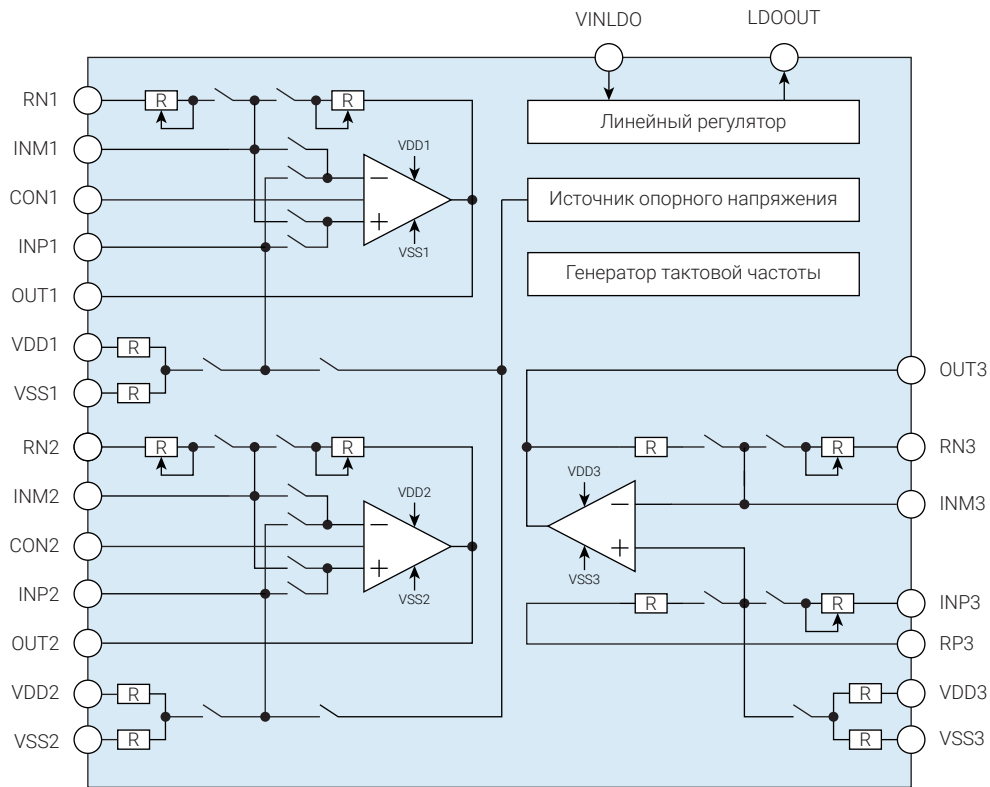 VINLDO
LDOOUT
RN1
R
R
Линейный регулятор
INM1
VDD1
CON1
−
Источник опорного напряжения
+
INP1
VSS1
Генератор тактовой частоты
OUT1
VDD1
R
OUT3
VSS1
R
RN2
R
R
R
R
RN3
INM2
VDD2
VDD3
INM3
−
−
CON2
+
+
INP2
VSS2
VSS3
R
R
INP3
OUT2
RP3
VDD2
R
R
VDD3
VSS2
R
R
VSS3